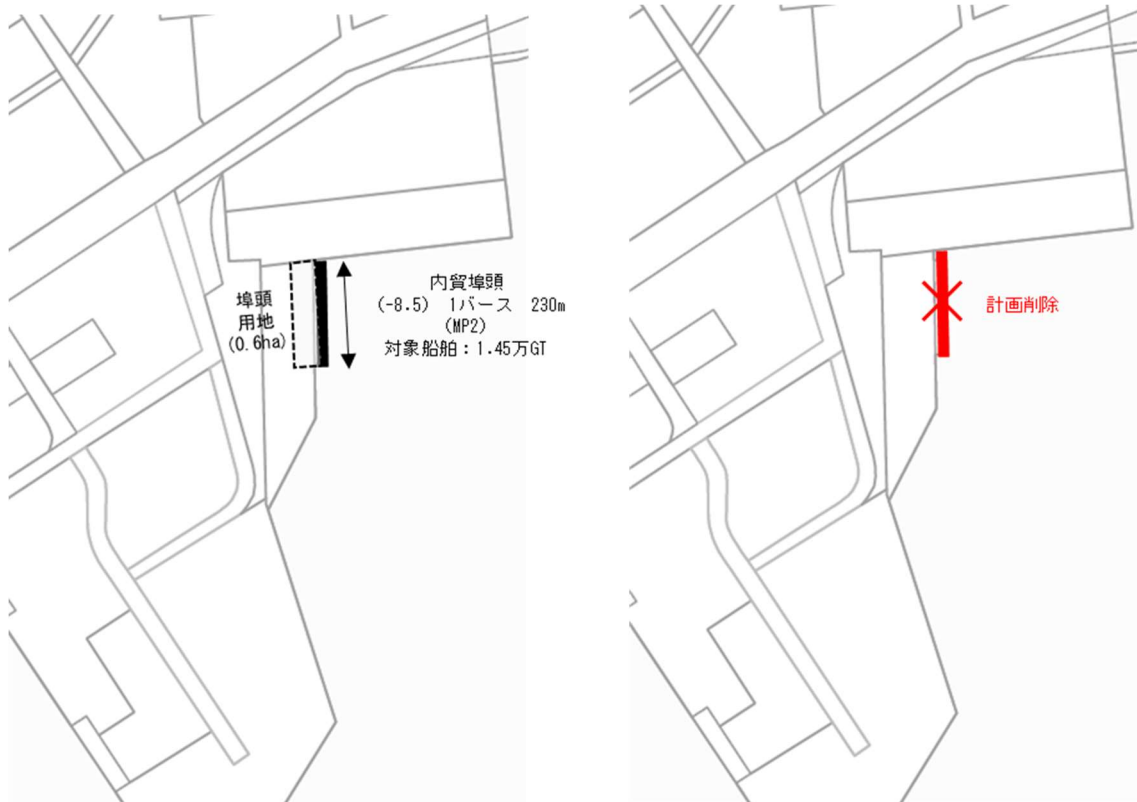 埠頭
用地
(0.6ha)
内貿埠頭
(-8.5) 1バース 230m
(MP2)
対象船舶：1.45万GT
計画削除